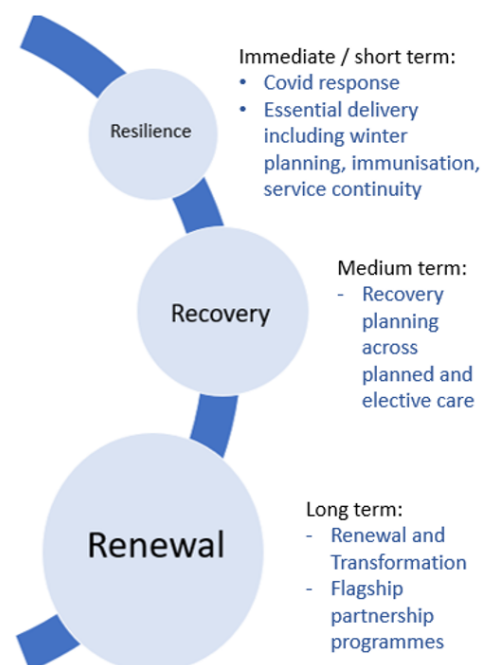 Immediate / short term:
• Covid response
• Essential delivery
including winter
planning, immunisation,
service continuity
Resilience
Medium term:
- Recovery
planning
across
planned and
elective care
Recovery
Long term:
- Renewal and
Transformation
- Flagship
partnership
programmes
Renewal